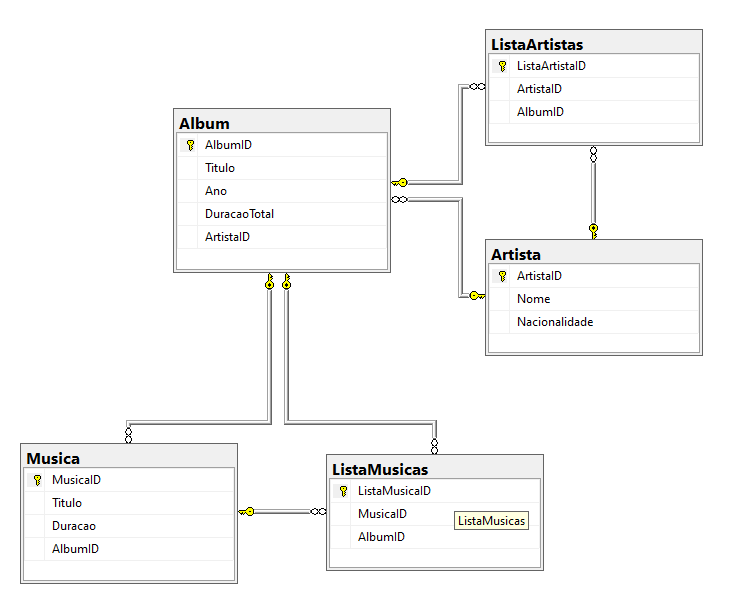 ListaArtistas
ListaArtistaID
ArtistaID
AlbumID
Album
AlbumID
Titulo
Ano
DuracaoTotal
ArtistaID
Artista
ArtistaID
Nome
Nacionalidade
Musica
MusicaID
Titulo
Duracao
AlbumID
ListaMusicas
ListaMusicaID
MusicaID
AlbumID
ListaMusicas